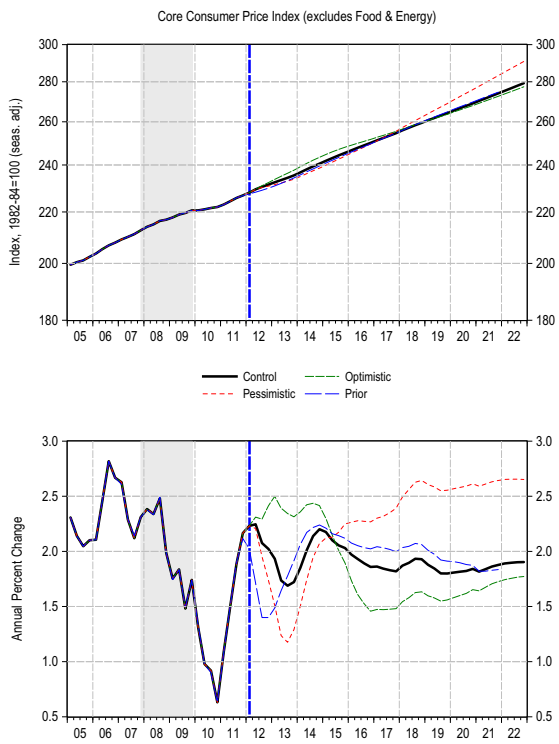 Core Consumer Price Index (excludes Food & Energy)
300 300
280 280
260 260
240 240
220 220
200 200
180 180
Index, 1982-84=100 (seas. adj.)
05 06 07 08 09 10 11 12 13 14 15 16 17 18 19 20 21 22
Control Optimistic
Pessimistic Prior
3.0 3.0
2.5 2.5
2.0 2.0
1.5 1.5
1.0 1.0
0.5 0.5
Annual Percent Change
05 06 07 08 09 10 11 12 13 14 15 16 17 18 19 20 21 22